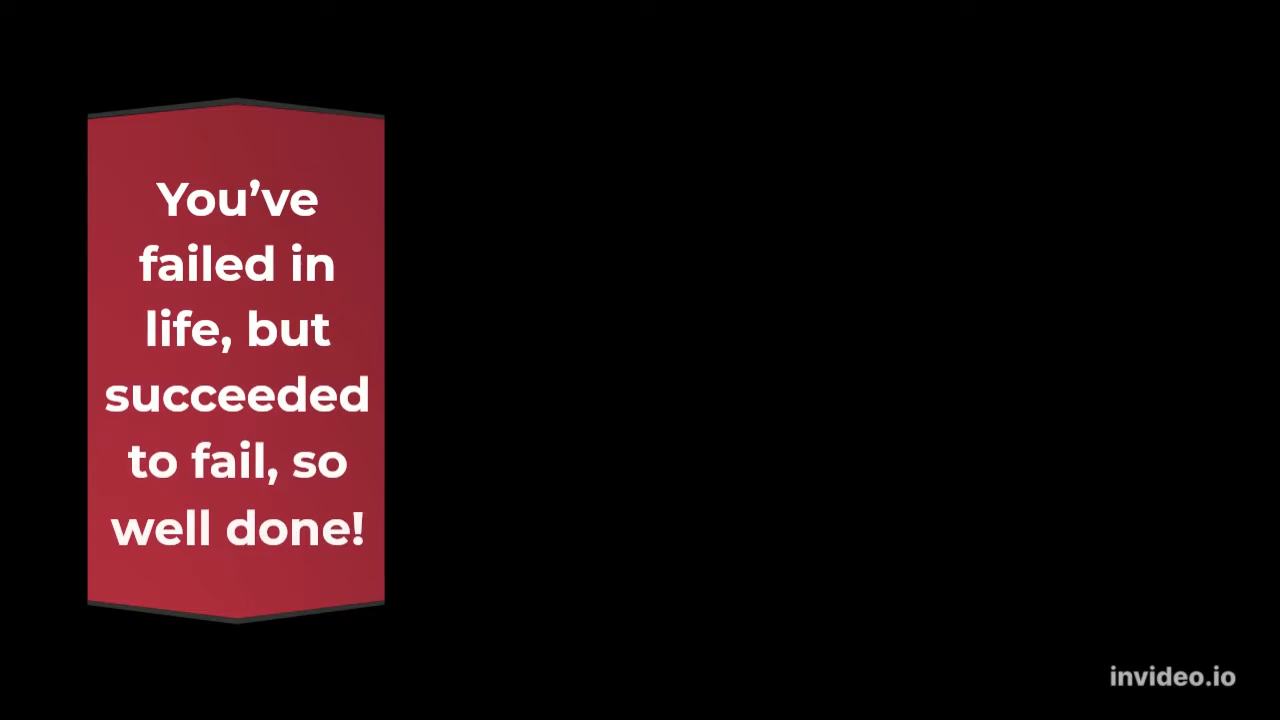 You’ve
failed in
life, but
succeeded
to fail, so
well done!
invideo.io